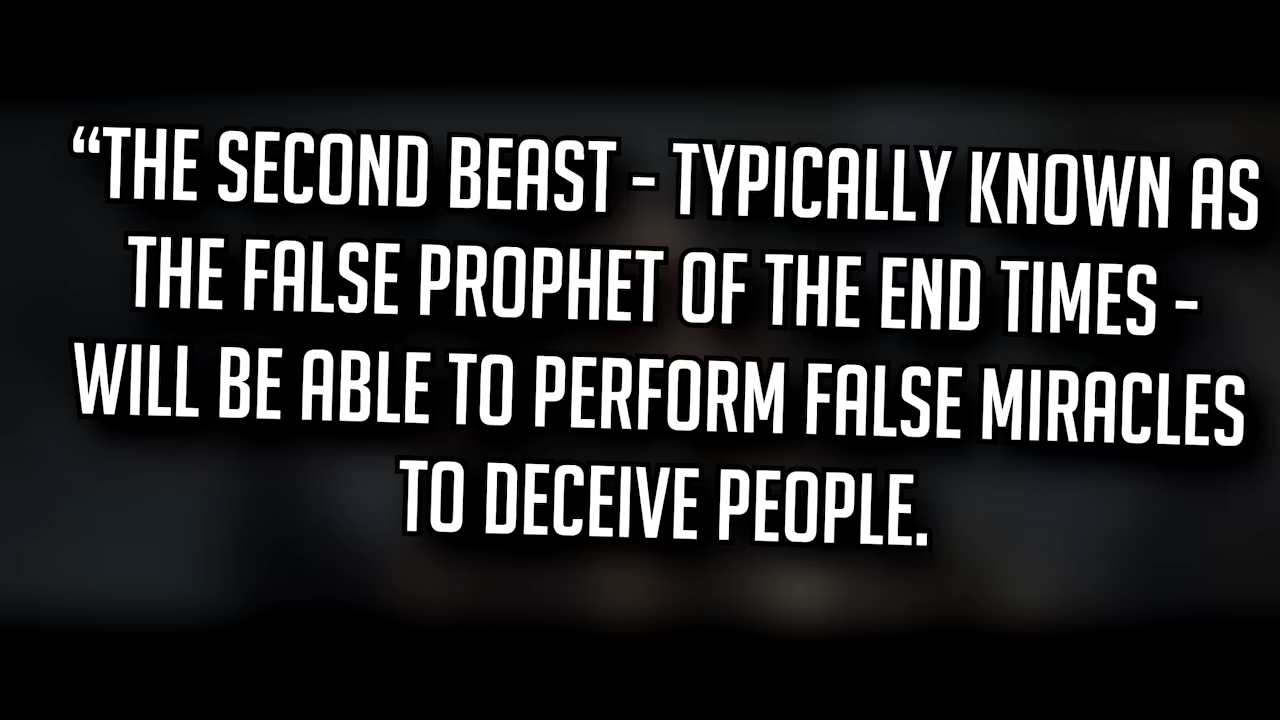 “THE SECOND BEAST - TYPICALLY KNOWN AS
THE FALSE PROPHET OF THE END TIMES -
WILL BE ABLE TO PERFORM FALSE MIRACLES
TO DECEIVE PEOPLE.